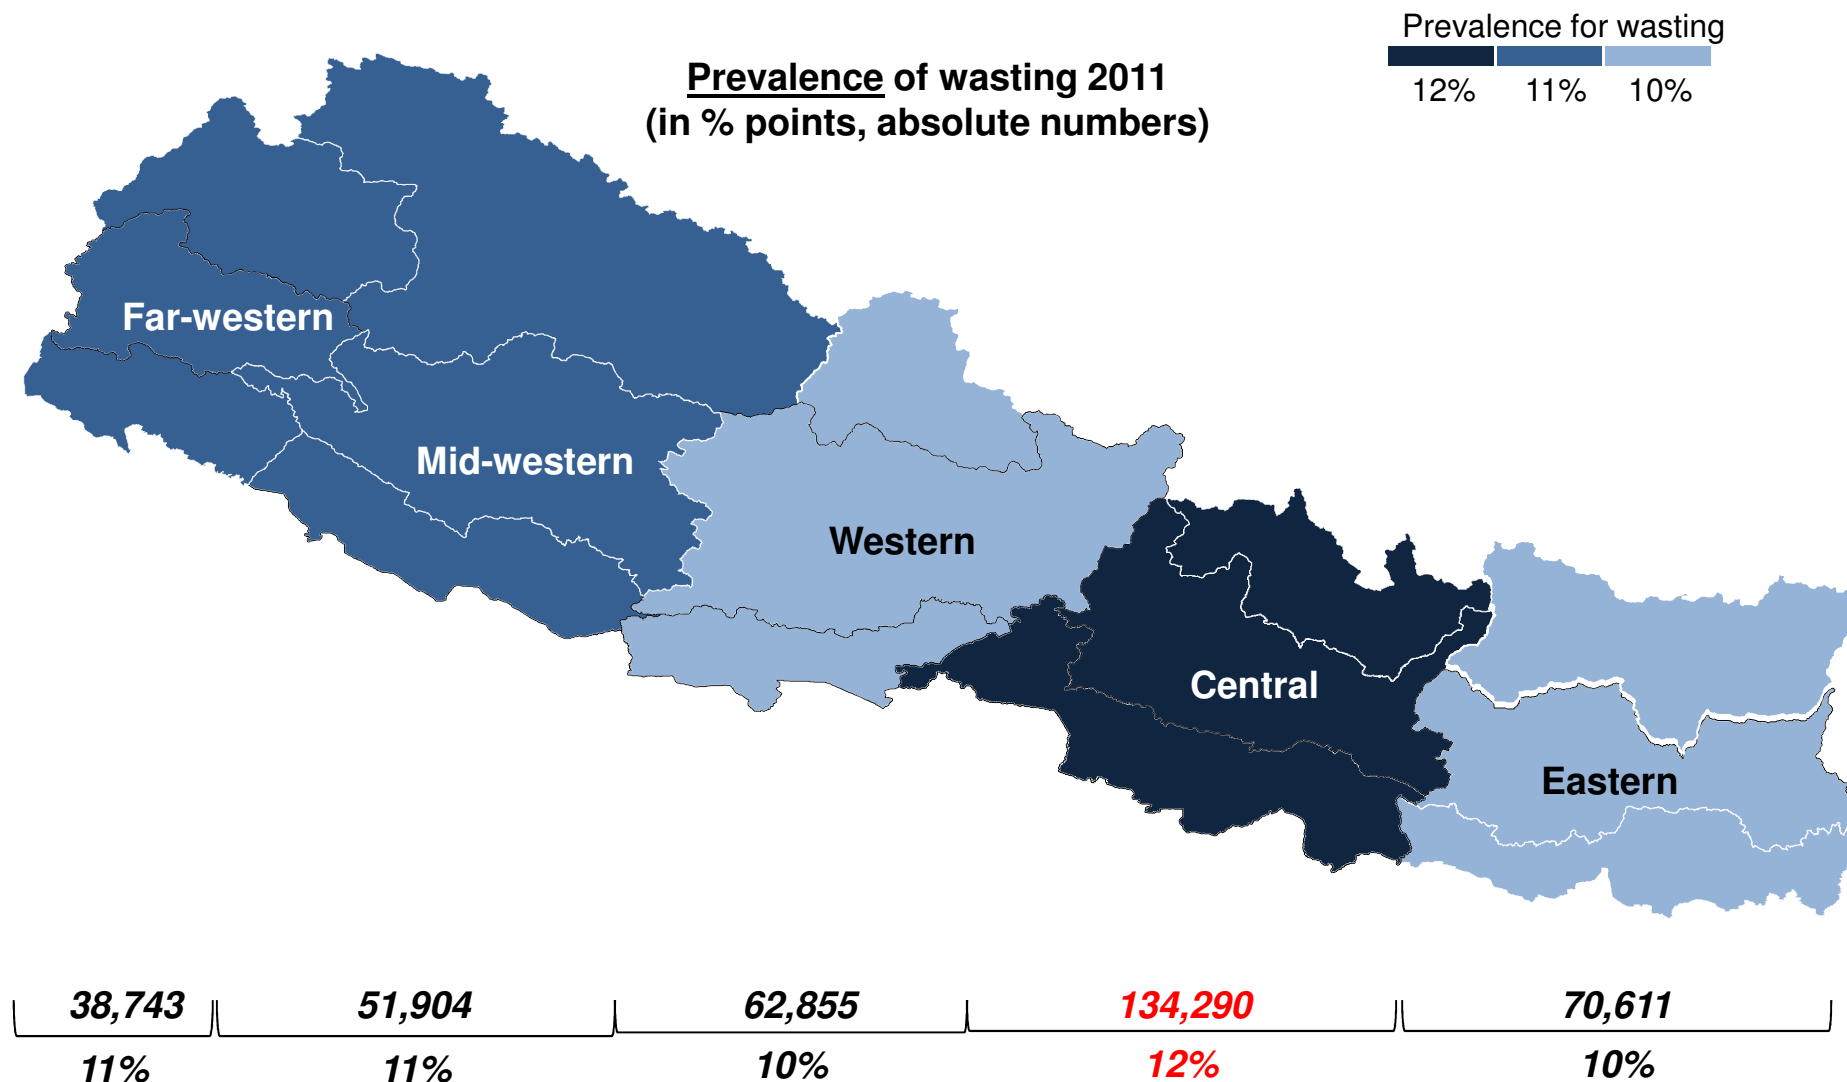 Prevalence for wasting
12% 11% 10%
Prevalence of wasting 2011
(in % points, absolute numbers)
Far-western
Mid-western
Western
Central
Eastern
38,743 51,904 62,855 134,290 70,611
11% 11% 10% 12% 10%